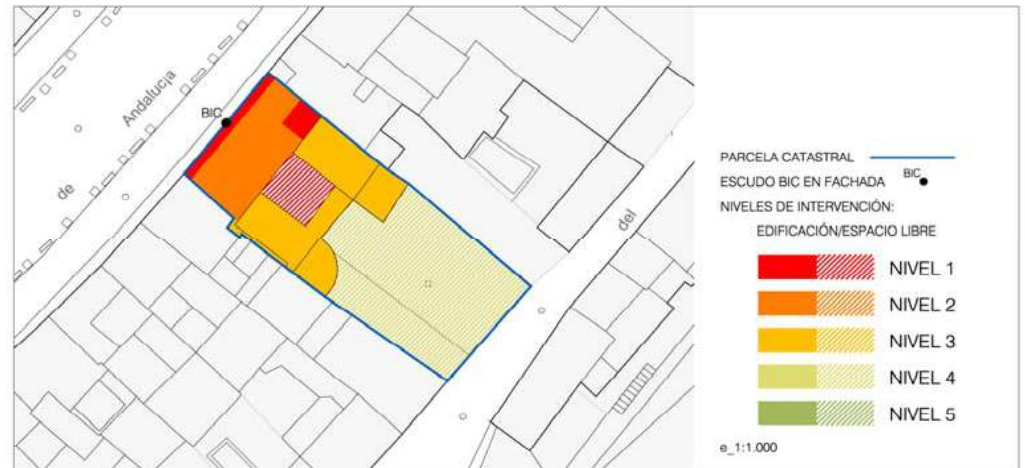 Andalucia
de
BIC
del
PARCELA CATASTRAL
ESCUDO BIC EN FACHADA BIC
NIVELES DE INTERVENCIÓN:
EDIFICACIÓN/ESPACIO LIBRE
NIVEL 1
NIVEL 2
NIVEL 3
NIVEL 4
NIVEL 5
e_1:1.000